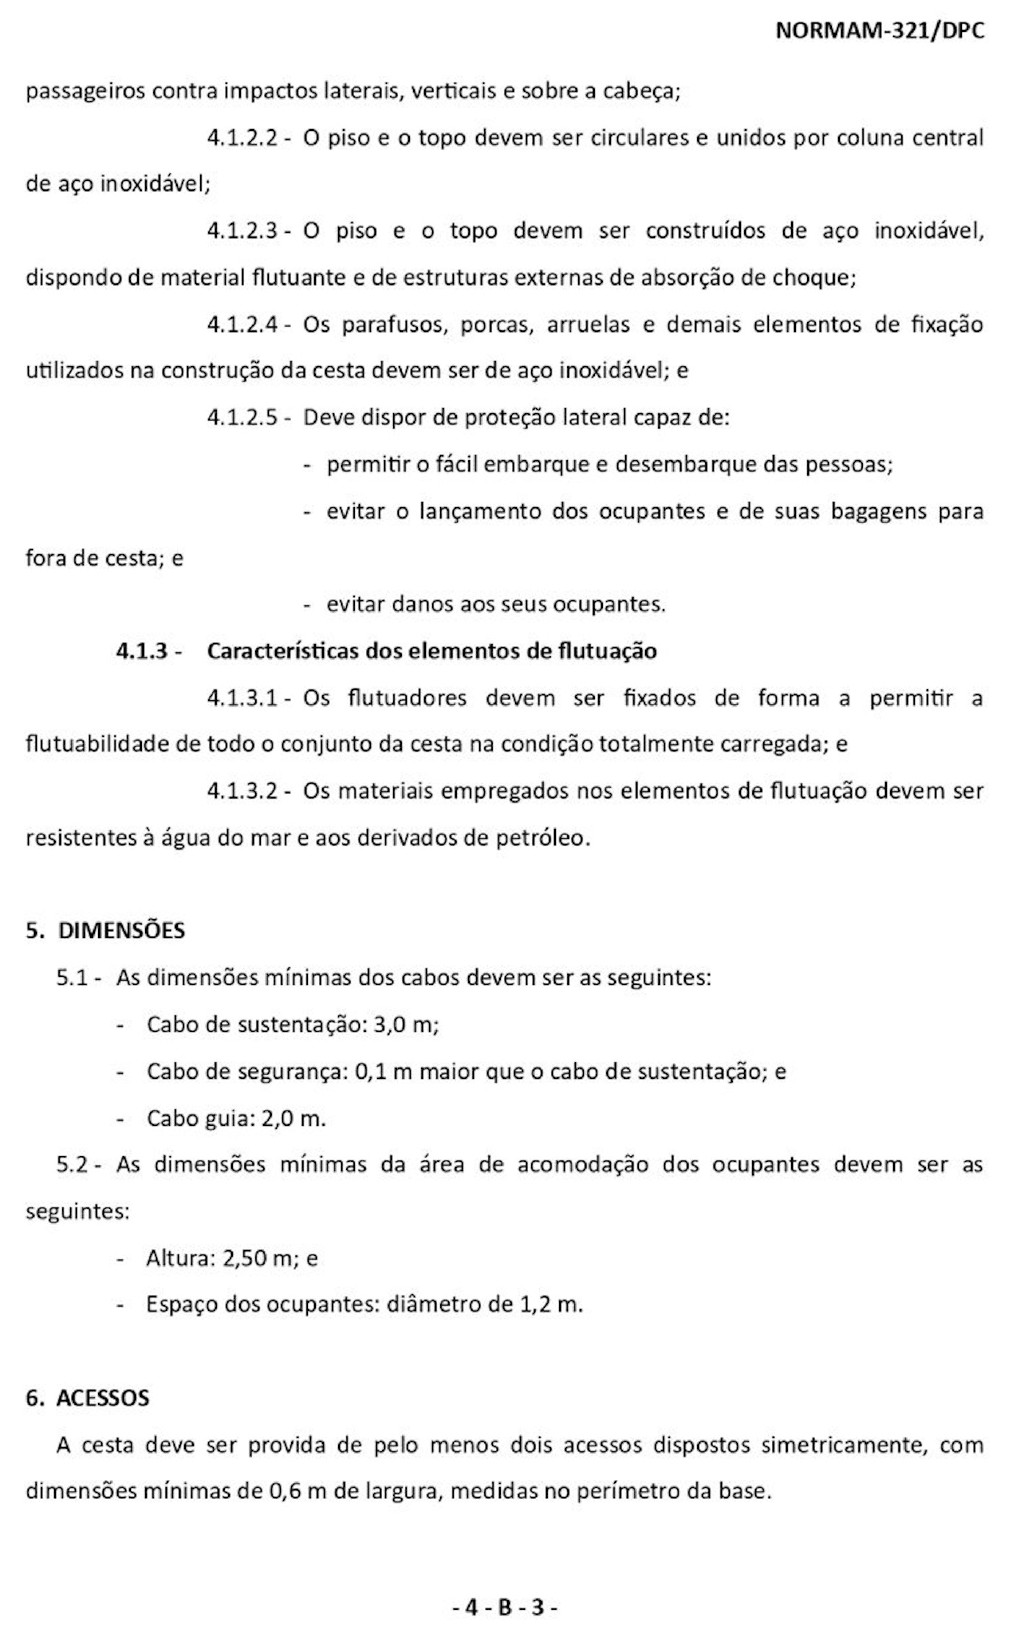 NORMAM-321/DPC
passageiros contra impactos laterais, verticais e sobre a cabeça;
4.1.2.2 - O piso e o topo devem ser circulares e unidos por coluna central
de aço inoxidável;
4.1.2.3 - O piso e o topo devem ser construídos de aço inoxidável,
dispondo de material flutuante e de estruturas externas de absorção de choque;
4.1.2.4 - Os parafusos, porcas, arruelas e demais elementos de fixação
utilizados na construção da cesta devem ser de aço inoxidável; e
4.1.2.5 - Deve dispor de proteção lateral capaz de:
- permitir o fácil embarque e desembarque das pessoas;
- evitar o lançamento dos ocupantes e de suas bagagens para
fora de cesta; e
- evitar danos aos seus ocupantes.
4.1.3 - Características dos elementos de flutuação
4.1.3.1 - Os flutuadores devem ser fixados de forma a permitir a
flutuabilidade de todo o conjunto da cesta na condição totalmente carregada; e
4.1.3.2 - Os materiais empregados nos elementos de flutuação devem ser
resistentes à água do mar e aos derivados de petróleo.
5. DIMENSÕES
5.1 - As dimensões mínimas dos cabos devem ser as seguintes:
- Cabo de sustentação: 3,0 m;
- Cabo de segurança: 0,1 m maior que o cabo de sustentação; e
- Cabo guia: 2,0 m.
5.2 - As dimensões mínimas da área de acomodação dos ocupantes devem ser as
seguintes:
- Altura: 2,50 m; e
- Espaço dos ocupantes: diâmetro de 1,2 m.
6. ACESSOS
A cesta deve ser provida de pelo menos dois acessos dispostos simetricamente, com
dimensões mínimas de 0,6 m de largura, medidas no perímetro da base.
- 4 - B - 3 -